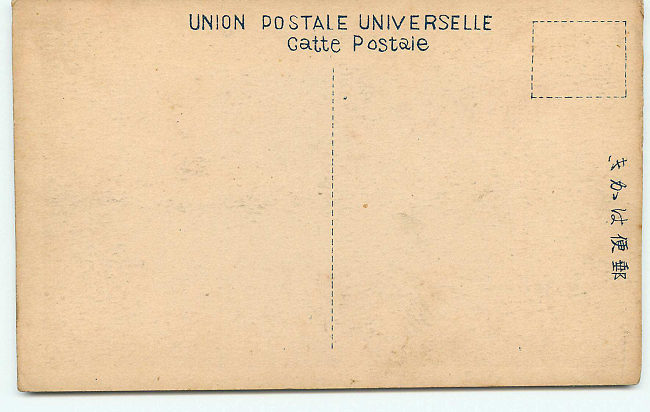 UNION POSTALE UNIVERSELLE
Catte Postaie
郵便はかき